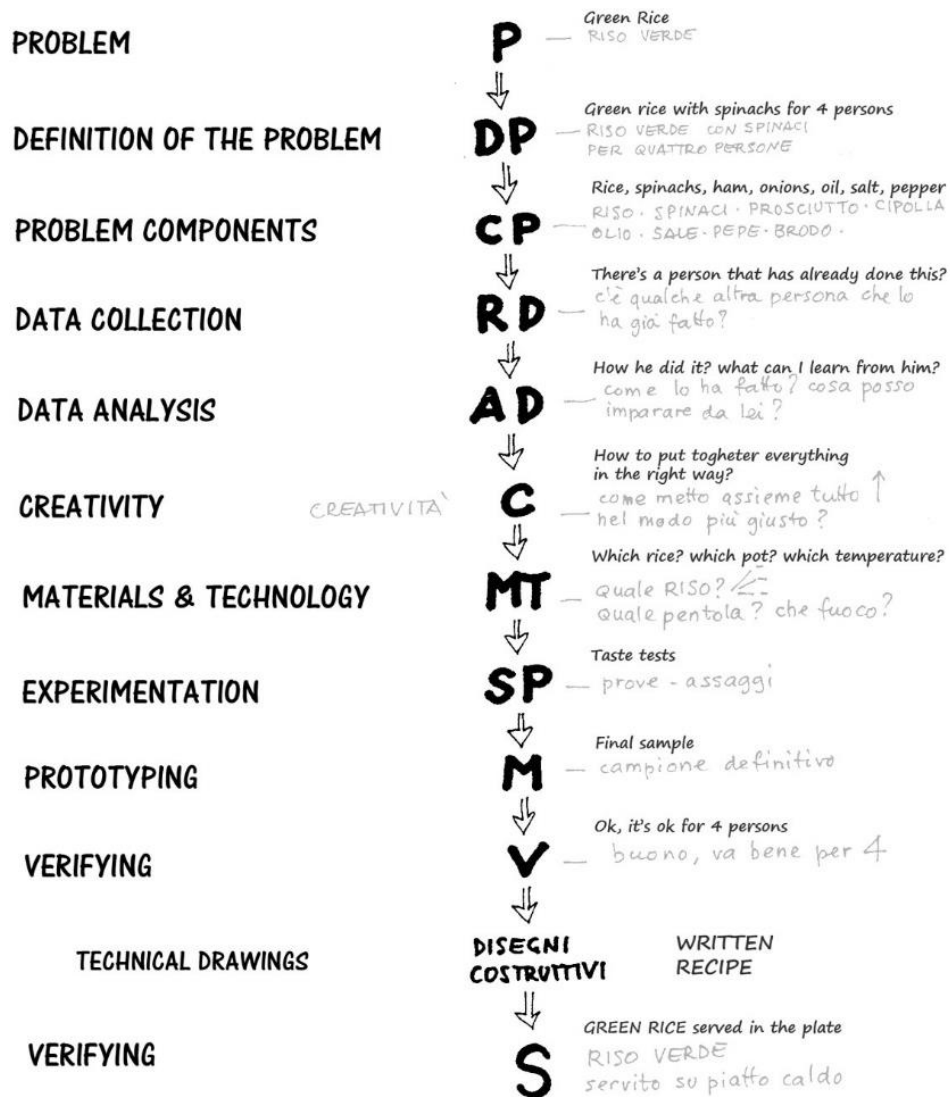 PROBLEM
P
Green Rice
RISO VERDE
DEFINITION OF THE PROBLEM
DP
Green rice with spinachs for 4 persons
RISO VERDE CON SPINACI
PER QUATTRO PERSONE
PROBLEM COMPONENTS
CP
Rice, spinachs, ham, onions, oil, salt, pepper
RISO · SPINACI · PROSCIUTTO · CIPOLLA
OLIO · SALE · PEPE · BRODO ·
DATA COLLECTION
RD
There's a person that has already done this?
c'è qualche altra persona che lo
ha già fatto?
DATA ANALYSIS
AD
How he did it? what can I learn from him?
come lo ha fatto? cosa posso
imparare da lei?
CREATIVITY
CREATIVITÀ
C
How to put togheter everything
in the right way?
come metto assieme tutto
nel modo più giusto?
MATERIALS & TECHNOLOGY
MT
Which rice? which pot? which temperature?
quale RISO?
quale pentola? che fuoco?
EXPERIMENTATION
SP
Taste tests
prove - assaggi
PROTOTYPING
M
Final sample
campione definitivo
VERIFYING
V
Ok, it's ok for 4 persons
buono, va bene per 4
TECHNICAL DRAWINGS
DISEGNI
COSTRUTTIVI
WRITTEN
RECIPE
VERIFYING
S
GREEN RICE served in the plate
RISO VERDE
servito su piatto caldo